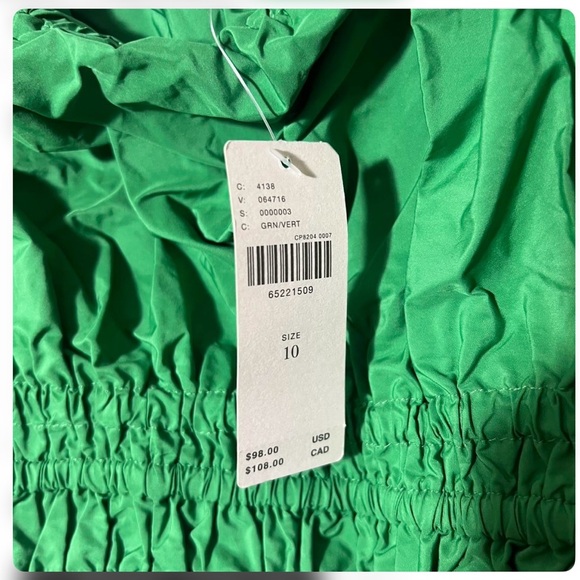 C: 4138
V: 064716
S: 0000003
C: GRN/VERT
CP8204 0007
65221509
SIZE
10
$98.00 USD
$108.00 CAD